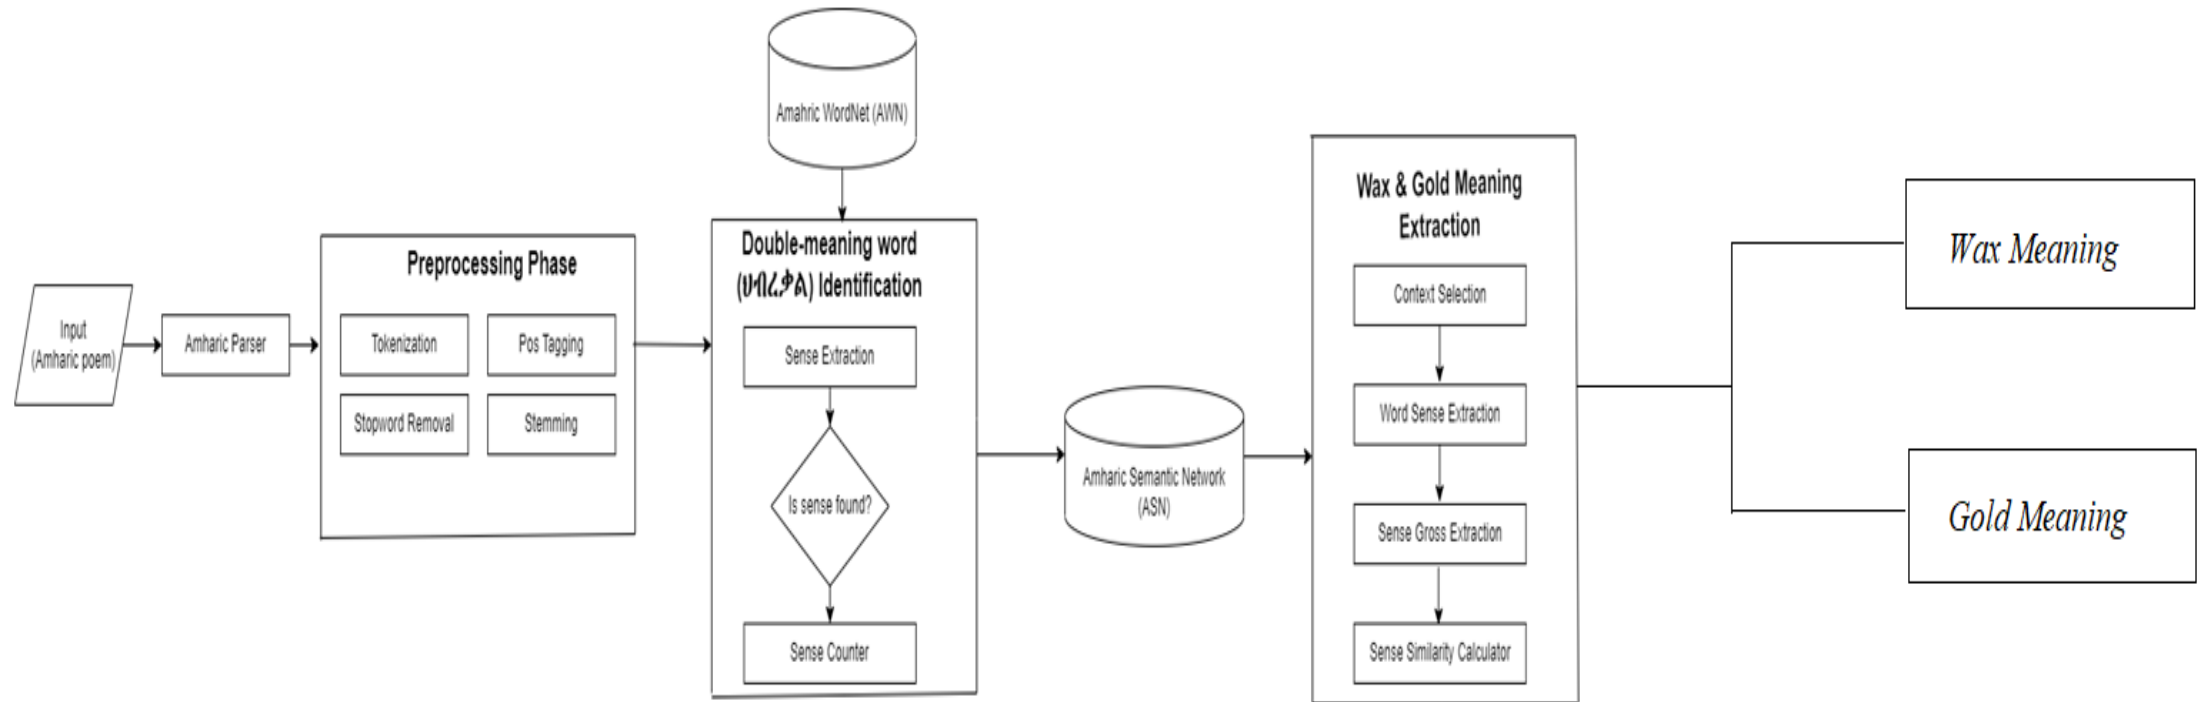 Amahric WordNet (AWN)
Input
(Amharic poem)
Amharic Parser
Preprocessing Phase
Tokenization
Pos Tagging
Stopword Removal
Stemming
Double-meaning word
(ህብረቃል) Identification
Sense Extraction
Is sense found?
Sense Counter
Amharic Semantic Network
(ASN)
Wax & Gold Meaning
Extraction
Context Selection
Word Sense Extraction
Sense Gross Extraction
Sense Similarity Calculator
Wax Meaning
Gold Meaning